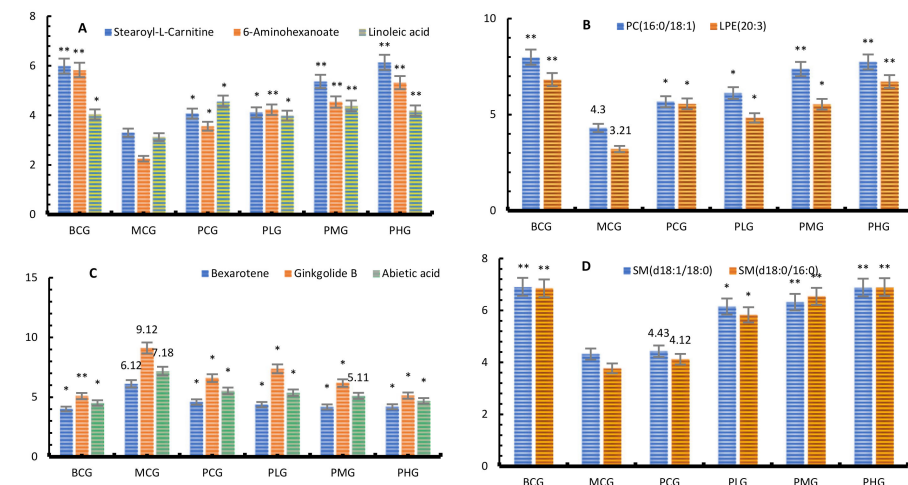 A
Stearoyl-L-Carnitine 6-Aminohexanoate Linoleic acid
8
6
4
2
0
** ** *
* * *
* ** *
** ** **
** ** **
BCG MCG PCG PLG PMG PHG
B
PC(16:0/18:1) LPE(20:3)
10
5
0
** **
4.3 3.21
* *
* *
** *
** **
BCG MCG PCG PLG PMG PHG
C
Bexarotene Ginkgolide B Abietic acid
15
10
5
0
* ** *
6.12 9.12 7.18
* * *
* * *
* * 5.11
* * *
BCG MCG PCG PLG PMG PHG
D
SM(d18:1/18:0) SM(d18:0/16:0)
8
6
4
2
0
** **
4.43 4.12
* *
** **
** **
BCG MCG PCG PLG PMG PHG